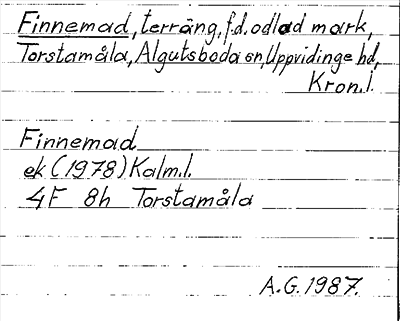 Finnemad, terräng, f.d. odlad mark,
Torstamåla, Algutsboda sn, Uppvidinge hd,
Kron.l.
Finnemad
ek (1978) Kalm.l.
4F 8h Torstamåla
A.G. 1987.